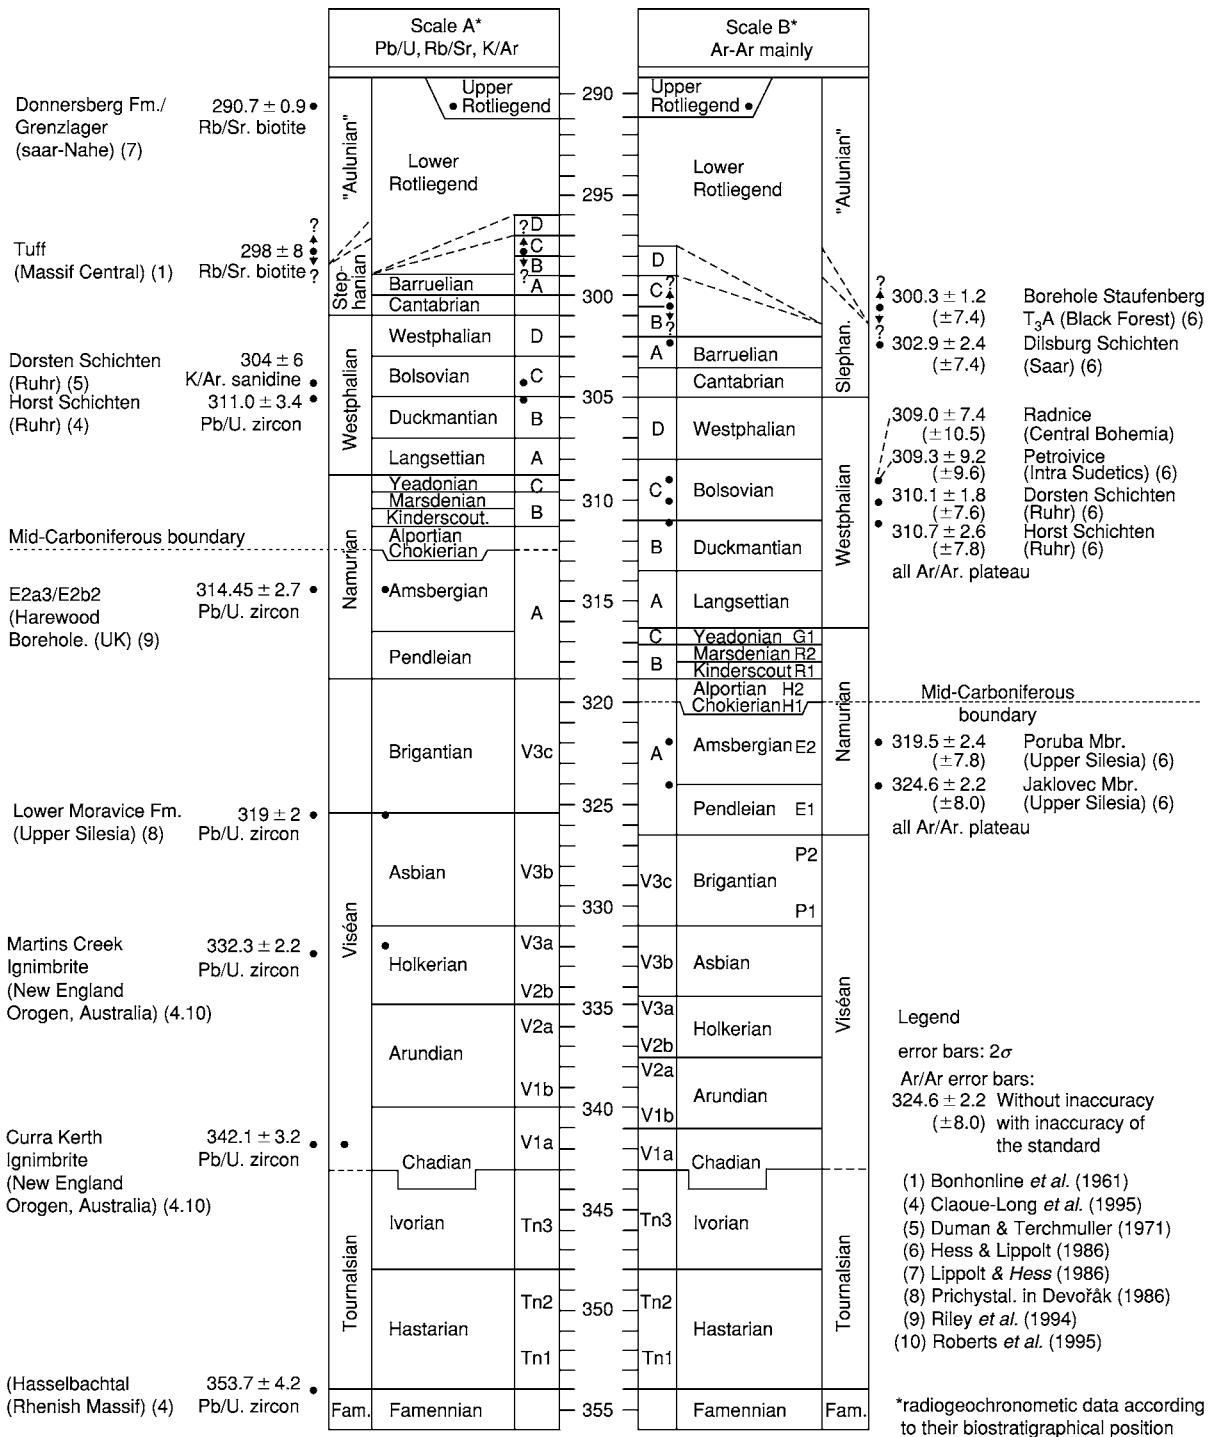 Scale A*
Pb/U, Rb/Sr, K/Ar
Scale B*
Ar-Ar mainly
Donnersberg Fm./
Grenzlager
(saar-Nahe) (7)
290.7 ± 0.9
Rb/Sr. biotite
Tuff
(Massif Central) (1)
298 ± 8
Rb/Sr. biotite
?
?
Dorsten Schichten
(Ruhr) (5)
304 ± 6
K/Ar. sanidine
Horst Schichten
(Ruhr) (4)
311.0 ± 3.4
Pb/U. zircon
Mid-Carboniferous boundary
E2a3/E2b2
(Harewood
Borehole. (UK) (9)
314.45 ± 2.7
Pb/U. zircon
Lower Moravice Fm.
(Upper Silesia) (8)
319 ± 2
Pb/U. zircon
Martins Creek
Ignimbrite
(New England
Orogen, Australia) (4.10)
332.3 ± 2.2
Pb/U. zircon
Curra Kerth
Ignimbrite
(New England
Orogen, Australia) (4.10)
342.1 ± 3.2
Pb/U. zircon
(Hasselbachtal
(Rhenish Massif) (4)
353.7 ± 4.2
Pb/U. zircon
"Aulunian"
Step-
hanian
Westphalian
Namurian
Viséan
Tournalsian
Fam.
Upper
Rotliegend
Lower
Rotliegend
Barruelian
Cantabrian
Westphalian
Bolsovian
Duckmantian
Langsettian
Yeadonian
Marsdenian
Kinderscout.
Alportian
Chokierian
Amsbergian
Pendleian
Brigantian
Asbian
Holkerian
Arundian
Chadian
Ivorian
Hastarian
Famennian
?D
C
B
?
A
D
C
B
A
C
B
A
V3c
V3b
V3a
V2b
V2a
V1b
V1a
Tn3
Tn2
Tn1
290
295
300
305
310
315
320
325
330
335
340
345
350
355
D
C ?
B ?
A
D
C
B
A
C
B
A
V3c
V3b
V3a
V2b
V2a
V1b
V1a
Tn3
Tn2
Tn1
Upper
Rotliegend
Lower
Rotliegend
Barruelian
Cantabrian
Westphalian
Bolsovian
Duckmantian
Langsettian
Yeadonian G1
Marsdenian R2
Kinderscout R1
Alportian H2
Chokierian H1
Amsbergian E2
Pendleian E1
P2
Brigantian
P1
Asbian
Holkerian
Arundian
Chadian
Ivorian
Hastarian
Famennian
"Aulunian"
Slephan.
Westphalian
Namurian
Viséan
Tournalsian
Fam.
?
?
300.3 ± 1.2
(±7.4)
Borehole Staufenberg
T3A (Black Forest) (6)
302.9 ± 2.4
(±7.4)
Dilsburg Schichten
(Saar) (6)
309.0 ± 7.4
(±10.5)
Radnice
(Central Bohemia)
309.3 ± 9.2
(±9.6)
Petroivice
(Intra Sudetics) (6)
310.1 ± 1.8
(±7.6)
Dorsten Schichten
(Ruhr) (6)
310.7 ± 2.6
(±7.8)
Horst Schichten
(Ruhr) (6)
all Ar/Ar. plateau
Mid-Carboniferous
boundary
319.5 ± 2.4
(±7.8)
Poruba Mbr.
(Upper Silesia) (6)
324.6 ± 2.2
(±8.0)
Jaklovec Mbr.
(Upper Silesia) (6)
all Ar/Ar. plateau
Legend
error bars: 2σ
Ar/Ar error bars:
324.6 ± 2.2 Without inaccuracy
(±8.0) with inaccuracy of
the standard
(1) Bonhonline et al. (1961)
(4) Claoue-Long et al. (1995)
(5) Duman & Terchmuller (1971)
(6) Hess & Lippolt (1986)
(7) Lippolt & Hess (1986)
(8) Prichystal. in Devořâk (1986)
(9) Riley et al. (1994)
(10) Roberts et al. (1995)
*radiogeochronometic data according
to their biostratigraphical position